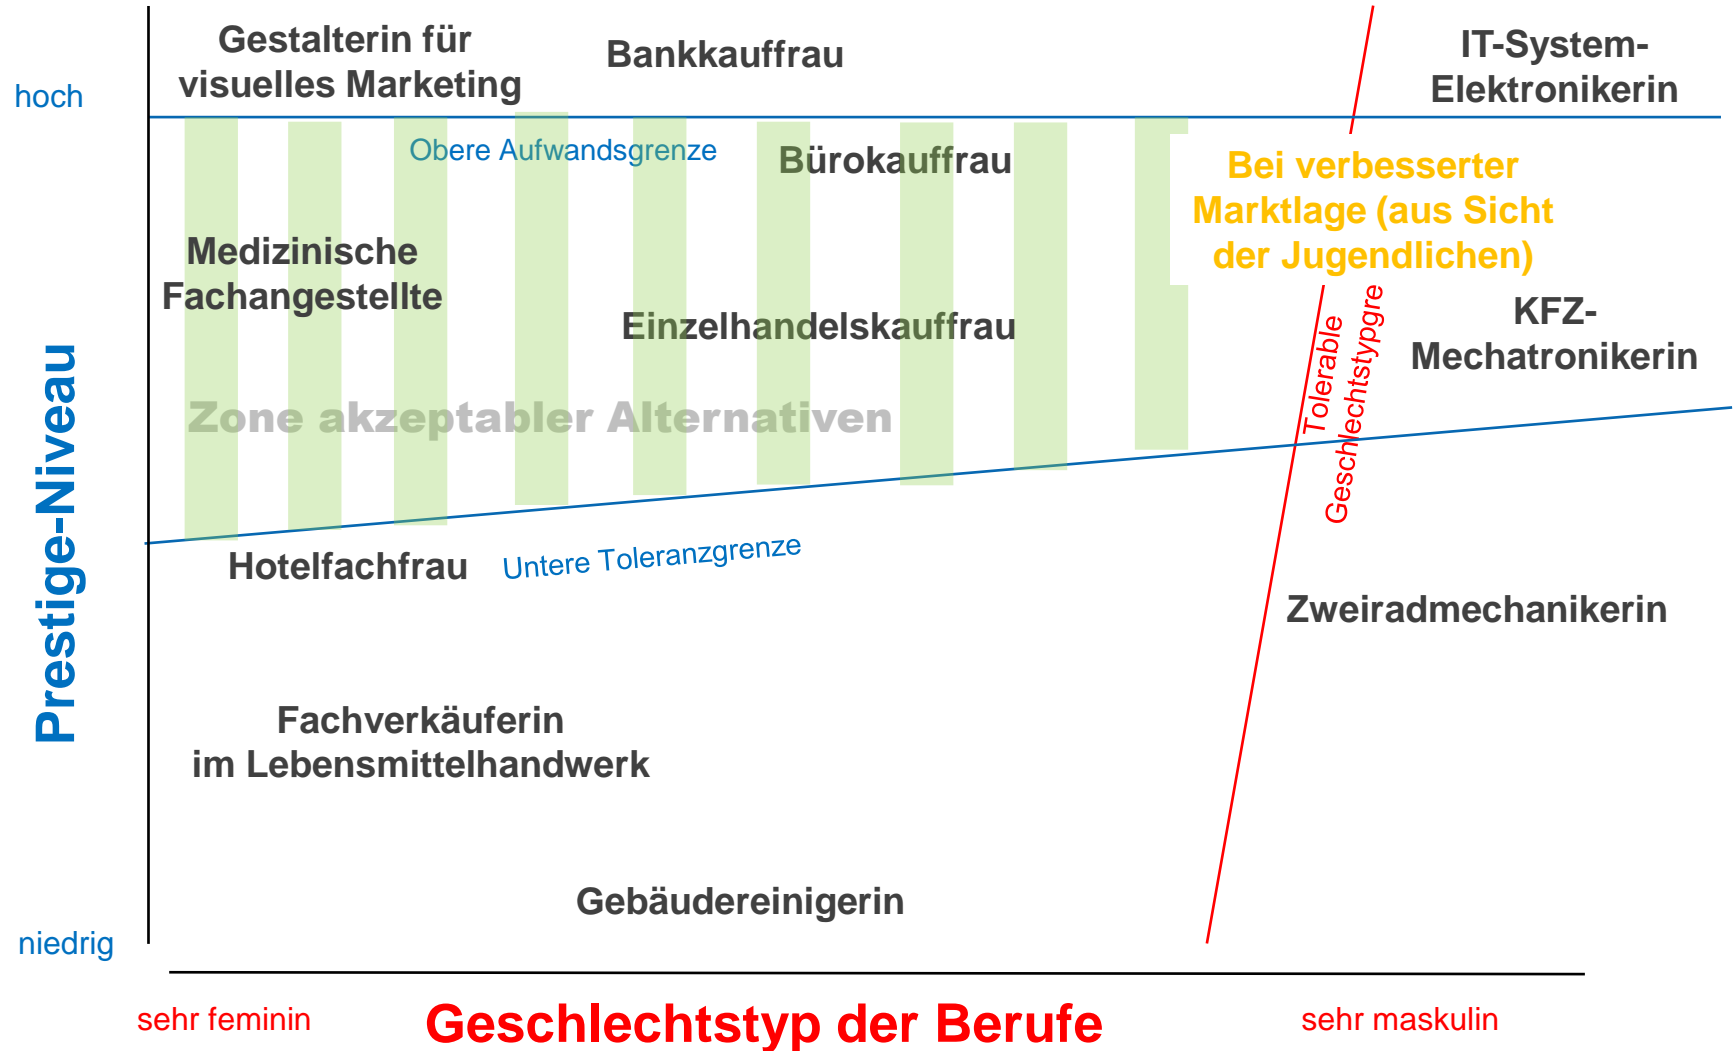 Gestalterin für
visuelles Marketing
Bankkauffrau
IT-System-
Elektronikerin
hoch
Obere Aufwandsgrenze
Bürokauffrau
Bei verbesserter
Marktlage (aus Sicht
der Jugendlichen)
Medizinische
Fachangestellte
Einzelhandelskauffrau
KFZ-
Mechatronikerin
Tolerable
Geschlechtstypgre
Zone akzeptabler Alternativen
Prestige-Niveau
Hotelfachfrau
Untere Toleranzgrenze
Zweiradmechanikerin
Fachverkäuferin
im Lebensmittelhandwerk
Gebäudereinigerin
niedrig
sehr feminin
Geschlechtstyp der Berufe
sehr maskulin